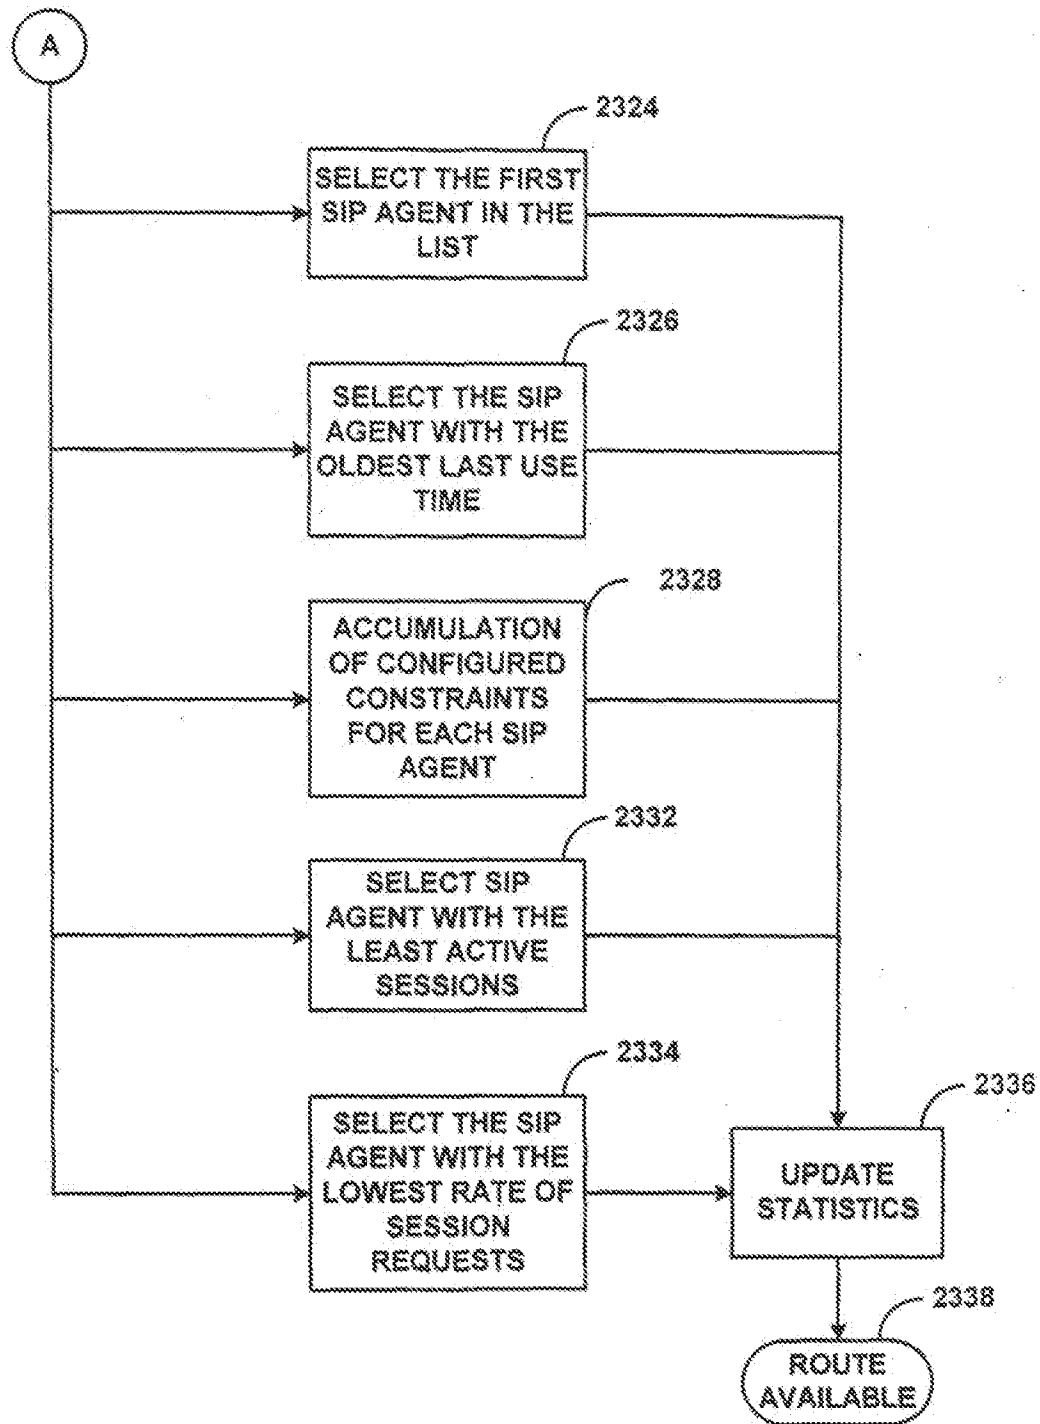 A
2324
SELECT THE FIRST
SIP AGENT IN THE
LIST
2326
SELECT THE SIP
AGENT WITH THE
OLDEST LAST USE
TIME
2328
ACCUMULATION
OF CONFIGURED
CONSTRAINTS
FOR EACH SIP
AGENT
2332
SELECT SIP
AGENT WITH THE
LEAST ACTIVE
SESSIONS
2334
SELECT THE SIP
AGENT WITH THE
LOWEST RATE OF
SESSION
REQUESTS
2336
UPDATE
STATISTICS
2338
ROUTE
AVAILABLE